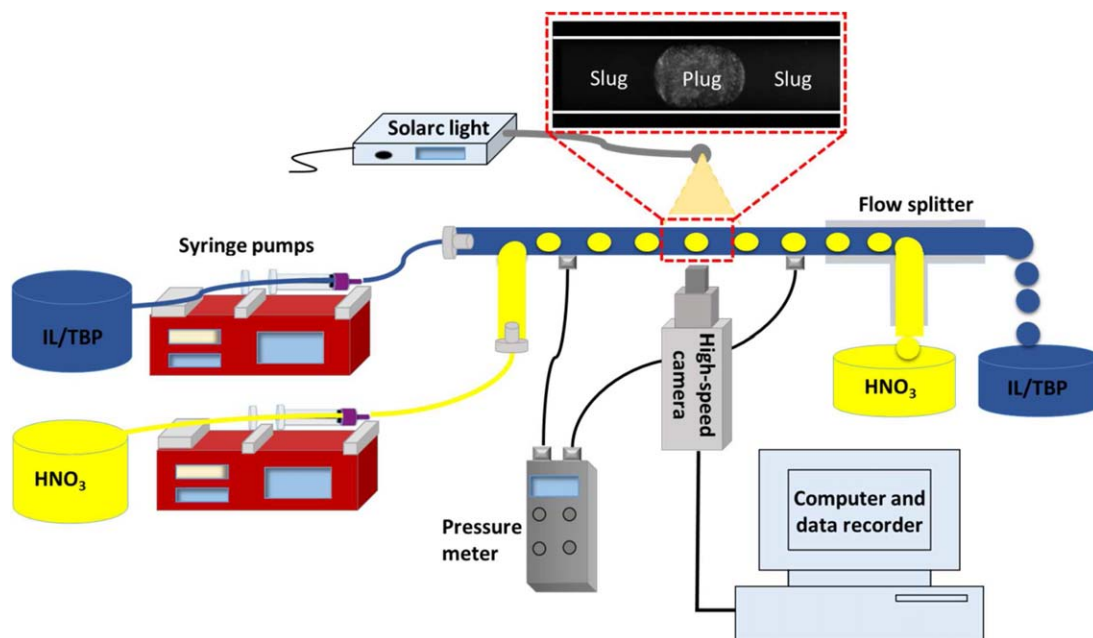 Slug
Plug
Slug
Solarc light
Flow splitter
Syringe pumps
IL/TBP
HNO₃
High-speed
camera
HNO₃
IL/TBP
Pressure
meter
Computer and
data recorder